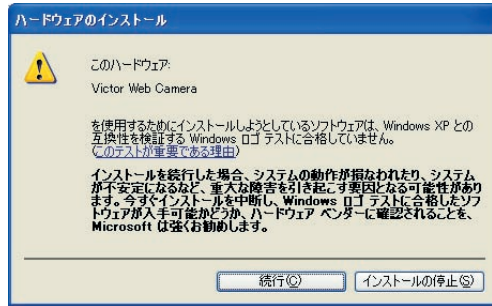 ハードウェアのインストール
このハードウェア:
Victor Web Camera
を使用するためにインストールしようとしているソフトウェアは、Windows XP との
互換性を検証する Windows ロゴ テストに合格していません。
(このテストが重要である理由)
インストールを続行した場合、システムの動作が損なわれたり、システム
が不安定になるなど、重大な障害を引き起こす要因となる可能性があり
ます。今すぐインストールを中断し、Windows ロゴ テストに合格したソフ
トウェアが入手可能かどうか、ハードウェア ベンダーに確認されることを、
Microsoft は強くお勧めします。
続行(C) インストールの停止(S)